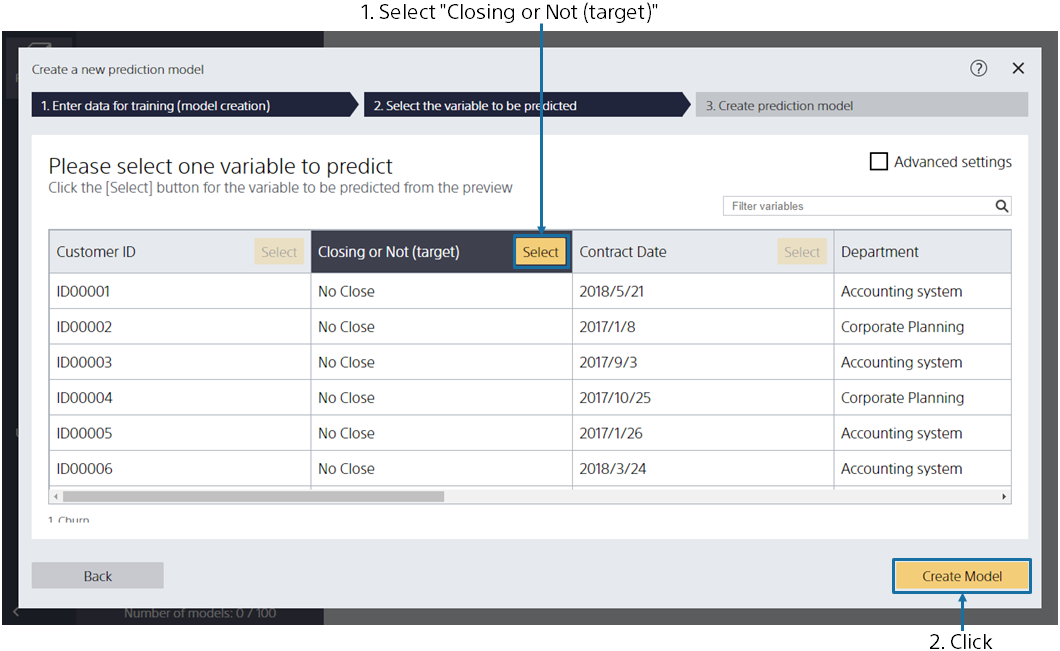 1. Select "Closing or Not (target)"
Create a new prediction model
1. Enter data for training (model creation) 2. Select the variable to be predicted 3. Create prediction model
Please select one variable to predict
Advanced settings
Click the [Select] button for the variable to be predicted from the preview
Filter variables
Customer ID Select Closing or Not (target) Select Contract Date Select Department
ID00001 No Close 2018/5/21 Accounting system
ID00002 No Close 2017/1/8 Corporate Planning
ID00003 No Close 2017/9/3 Accounting system
ID00004 No Close 2017/10/25 Corporate Planning
ID00005 No Close 2017/1/26 Accounting system
ID00006 No Close 2018/3/24 Accounting system
1 Churn
Back Create Model
Number of models: 0 / 100
2. Click